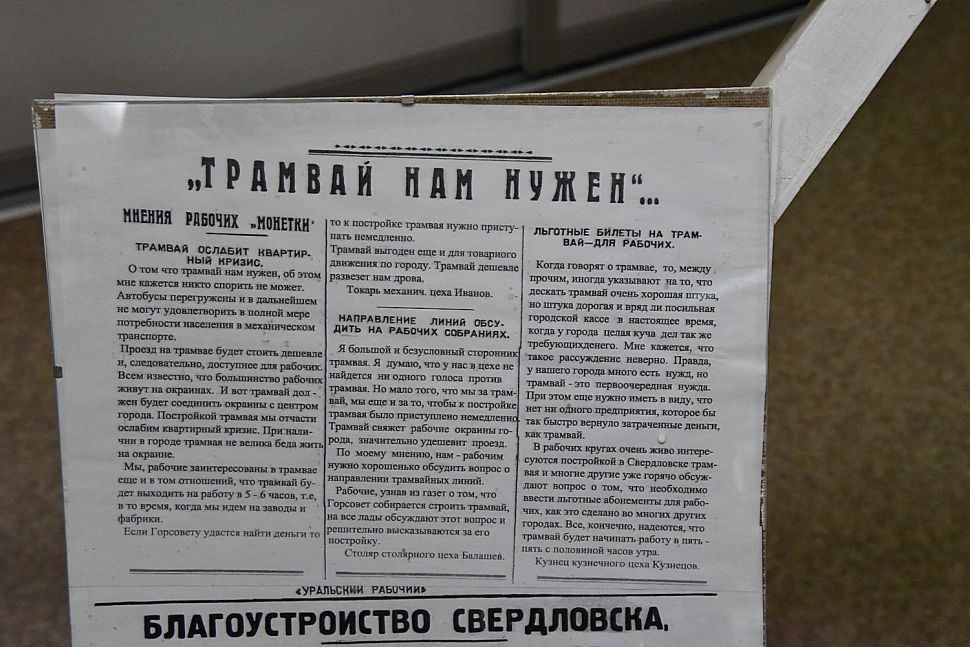 „ТРАМВАЙ НАМ НУЖЕН“...
МНЕНИЯ РАБОЧИХ „МОНЕТКИ“
ТРАМВАЙ ОСЛАБИТ КВАРТИР-
НЫЙ КРИЗИС.
О том что трамвай нам нужен, об этом
мне кажется никто спорить не может.
Автобусы перегружены и в дальнейшем
не могут удовлетворить в полной мере
потребности населения в механическом
транспорте.
Проезд на трамвае будет стоить дешевле
и, следовательно, доступнее для рабочих.
Всем известно, что большинство рабочих
живут на окраинах. И вот трамвай дол -
жен будет соединить окраины с центром
города. Постройкой трамвая мы отчасти
ослабим квартирный кризис. При нали-
чии в городе трамвая не велика беда жить
на окраине.
Мы, рабочие заинтересованы в трамвае
еще и в том отношений, что трамвай бу-
дет выходить на работу в 5 - 6 часов, т.е,
в то время, когда мы идем на заводы и
фабрики.
Если Горсовету удастся найти деньги то
то к постройке трамвая нужно присту-
пать немедленно.
Трамвай выгоден еще и для товарного
движения по городу. Трамвай дешевле
развезет нам дрова.
Токарь механич. цеха Иванов.
НАПРАВЛЕНИЕ ЛИНИЙ ОБСУ-
ДИТЬ НА РАБОЧИХ СОБРАНИЯХ.
Я большой и безусловный сторонник
трамвая. Я думаю, что у нас в цехе не
найдется ни одного голоса против
трамвая. Но мало того, что мы за трам-
вай, мы еще и за то, чтобы к постройке
трамвая было приступлено немедленно.
Трамвай свяжет рабочие окраины го-
рода, значительно удешевит проезд.
По моему мнению, нам - рабочим
нужно хорошенько обсудить вопрос о
направлении трамвайных линий.
Рабочие, узнав из газет о том, что
Горсовет собирается строить трамвай,
на все лады обсуждают этот вопрос и
решительно высказываются за его
постройку.
Столяр столярного цеха Балашев.
ЛЬГОТНЫЕ БИЛЕТЫ НА ТРАМ-
ВАЙ—ДЛЯ РАБОЧИХ.
Когда говорят о трамвае, то, между
прочим, иногда указывают на то, что
дескать трамвай очень хорошая штука,
но штука дорогая и вряд ли посильная
городской кассе в настоящее время,
когда у города целая куча дел так же
требующихденего. Мне кажется, что
такое рассуждение неверно. Правда,
у нашего города много есть нужд, но
трамвай - это первоочередная нужда.
При этом еще нужно иметь в виду, что
нет ни одного предприятия, которое бы
так быстро вернуло затраченные деньги,
как трамвай.
В рабочих кругах очень живо интере-
суются постройкой в Свердловске трам-
вая и многие другие уже горячо обсуж-
дают вопрос о том, что необходимо
ввести льготные абонементы для рабо-
чих, как это сделано во многих других
городах. Все, конечно, надеются, что
трамвай будет начинать работу в пять -
пять с половиной часов утра.
Кузнец кузнечного цеха Кузнецов.
«УРАЛЬСКИЙ РАБОЧИЙ»
БЛАГОУСТРОИСТВО СВЕРДЛОВСКА.